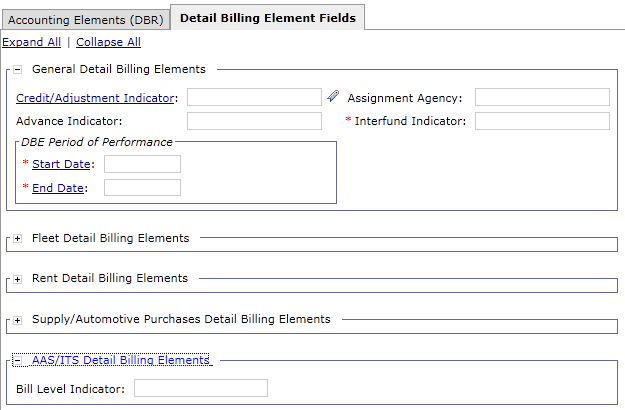 Accounting Elements (DBR) Detail Billing Element Fields
Expand All | Collapse All
General Detail Billing Elements
Credit/Adjustment Indicator: Assignment Agency:
Advance Indicator: * Interfund Indicator:
DBE Period of Performance
* Start Date:
* End Date:
Fleet Detail Billing Elements
Rent Detail Billing Elements
Supply/Automotive Purchases Detail Billing Elements
AAS/ITS Detail Billing Elements
Bill Level Indicator: